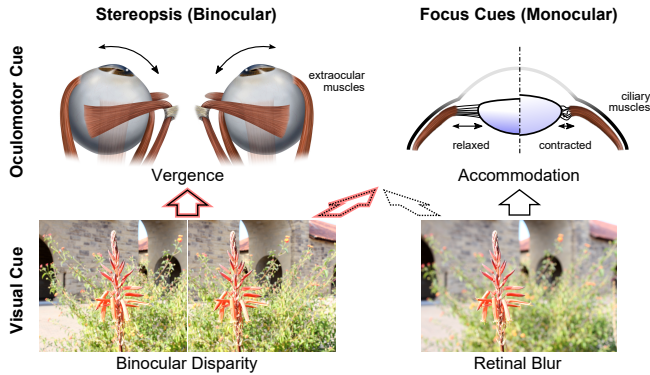 Stereopsis (Binocular)
Focus Cues (Monocular)
Oculomotor Cue
extraocular
muscles
ciliary
muscles
relaxed
contracted
Vergence
Accommodation
Visual Cue
Binocular Disparity
Retinal Blur